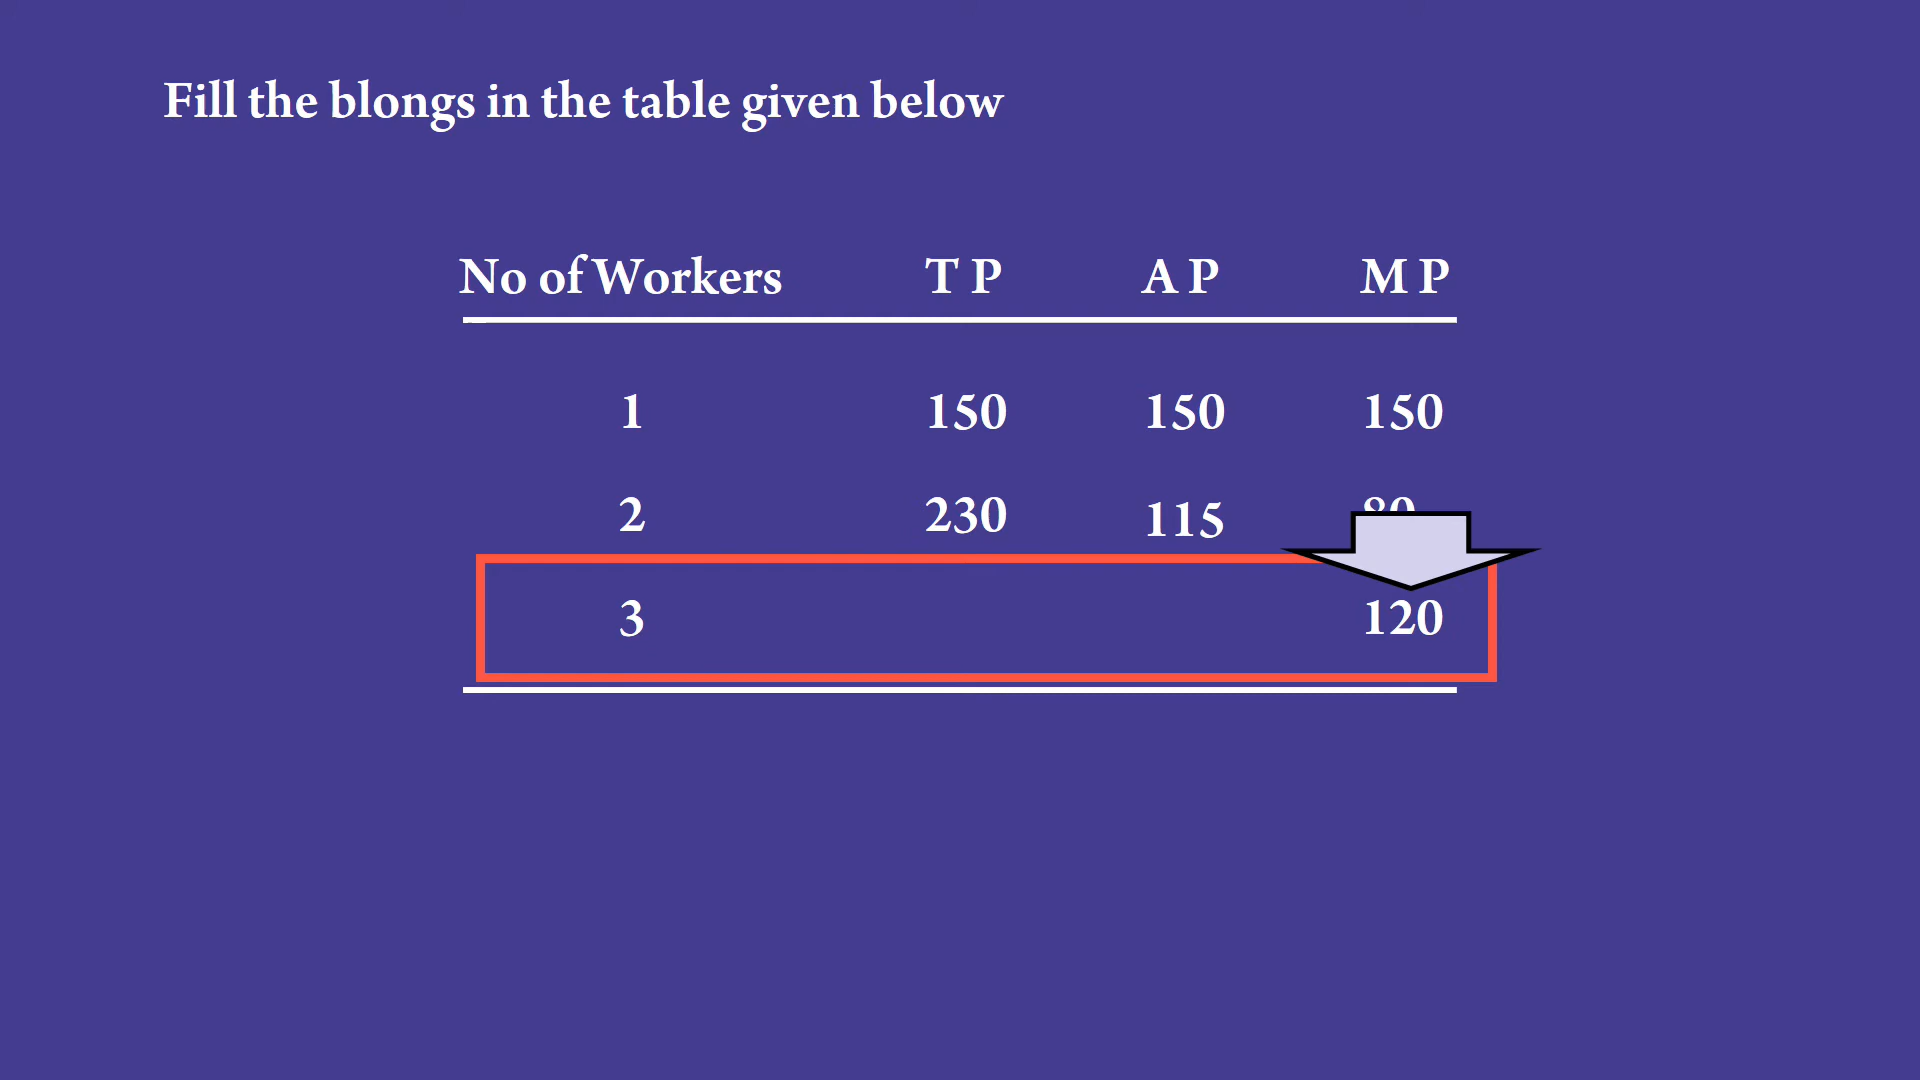 Fill the blongs in the table given below
No of Workers T P A P M P
1 150 150 150
2 230 115 80
3 120